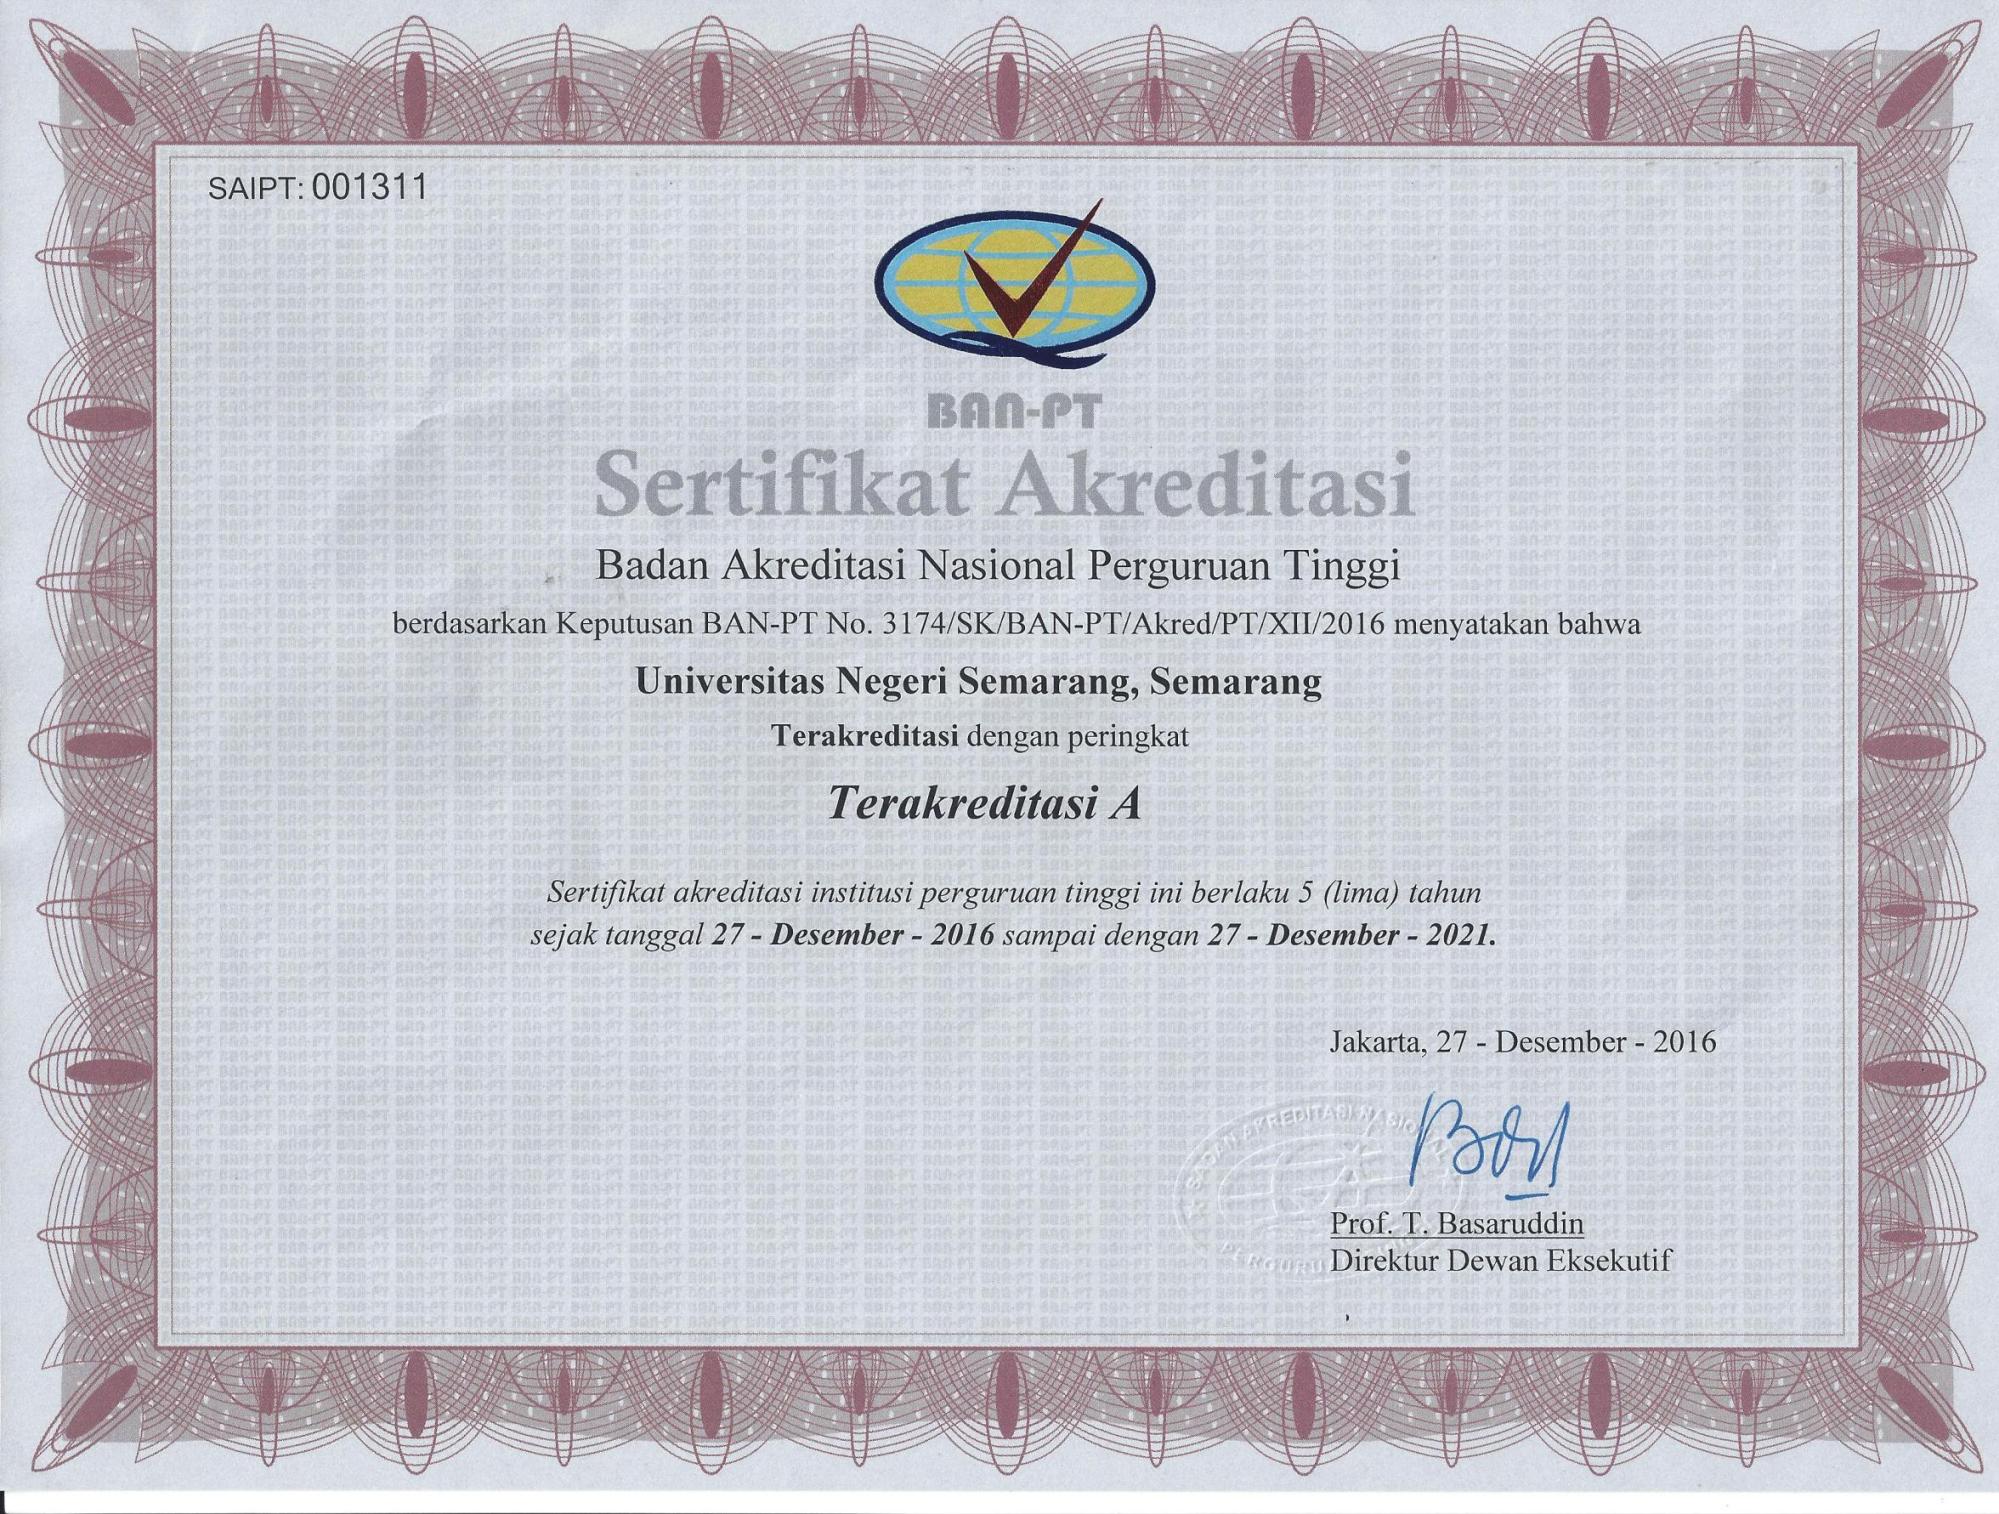 SAIPT: 001311
BAN-PT
Sertifikat Akreditasi
Badan Akreditasi Nasional Perguruan Tinggi
berdasarkan Keputusan BAN-PT No. 3174/SK/BAN-PT/Akred/PT/XII/2016 menyatakan bahwa
Universitas Negeri Semarang, Semarang
Terakreditasi dengan peringkat
Terakreditasi A
Sertifikat akreditasi institusi perguruan tinggi ini berlaku 5 (lima) tahun
sejak tanggal 27 - Desember - 2016 sampai dengan 27 - Desember - 2021.
Jakarta, 27 - Desember - 2016
BADAN AKREDITASI NASIONAL
Prof. T. Basaruddin
Direktur Dewan Eksekutif